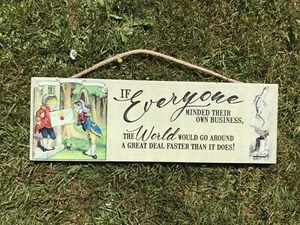 IF Everyone
MINDED THEIR
OWN BUSINESS,
THE World WOULD GO AROUND
A GREAT DEAL FASTER THAN IT DOES!